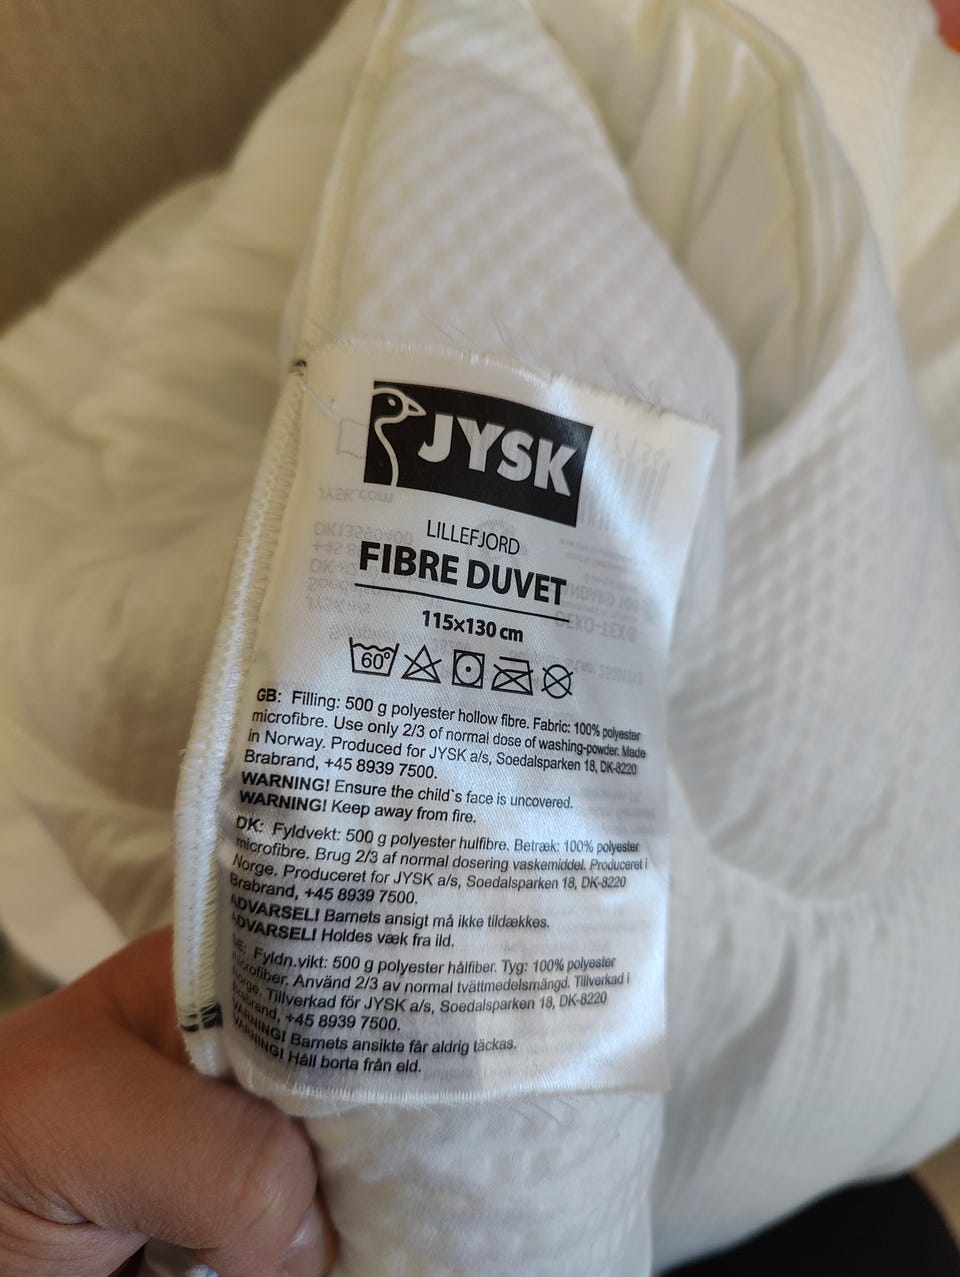 JYSK
LILLEFJORD
FIBRE DUVET
115x130 cm
60°
GB: Filling: 500 g polyester hollow fibre. Fabric: 100% polyester
microfibre. Use only 2/3 of normal dose of washing-powder. Made
in Norway. Produced for JYSK a/s, Soedalsparken 18, DK-8220
Brabrand, +45 8939 7500.
WARNING! Ensure the child`s face is uncovered.
WARNING! Keep away from fire.
DK: Fyldvekt: 500 g polyester hulfibre. Betræk: 100% polyester
microfibre. Brug 2/3 af normal dosering vaskemiddel. Produceret i
Norge. Produceret for JYSK a/s, Soedalsparken 18, DK-8220
Brabrand, +45 8939 7500.
ADVARSEL! Barnets ansigt må ikke tildækkes.
ADVARSEL! Holdes væk fra ild.
SE: Fyldn.vikt: 500 g polyester hålfiber. Tyg: 100% polyester
microfiber. Använd 2/3 av normal tvättmedelsmängd. Tillverkad i
Norge. Tillverkad för JYSK a/s, Soedalsparken 18, DK-8220
Brabrand, +45 8939 7500.
VARNING! Barnets ansikte får aldrig täckas.
VARNING! Håll borta från eld.
JYSK.com